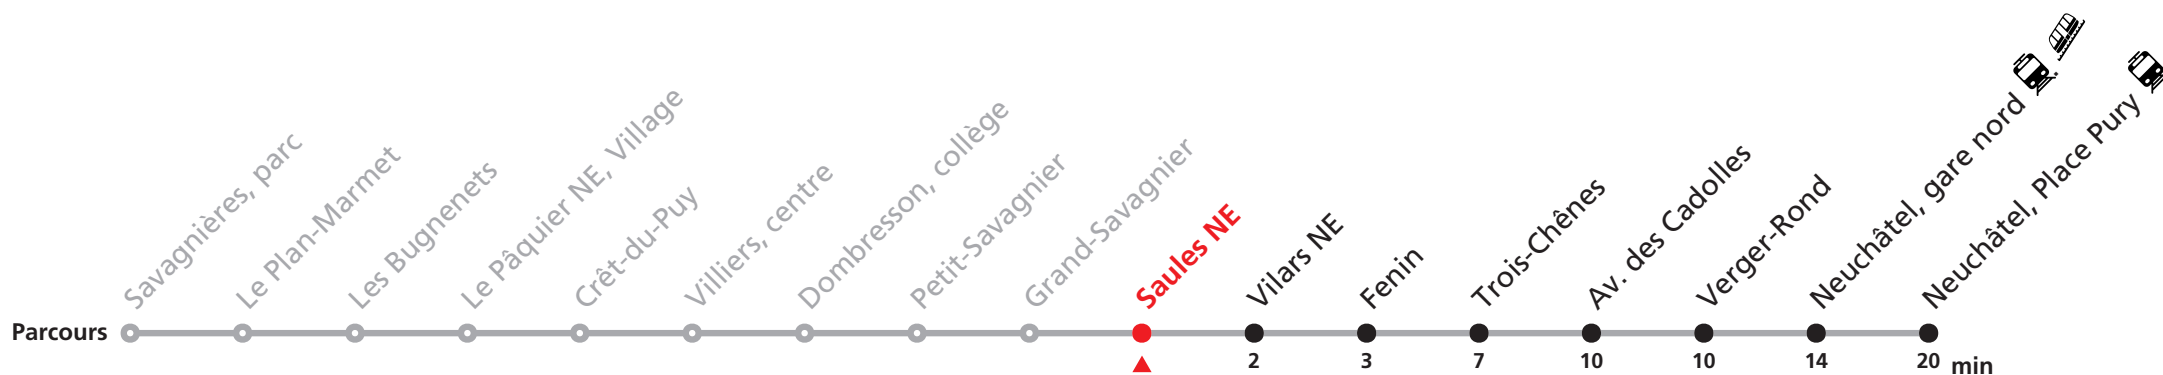 Savagnières, parc
Le Plan-Marmet
Les Bugnenets
Le Pâquier NE, Village
Crêt-du-Puy
Villiers, centre
Dombresson, collège
Petit-Savagnier
Grand-Savagnier
Saules NE
Vilars NE
Fenin
Trois-Chênes
Av. des Cadolles
Verger-Rond
Neuchâtel, gare nord
Neuchâtel, Place Pury
Parcours
2 3 7 10 10 14 20 min